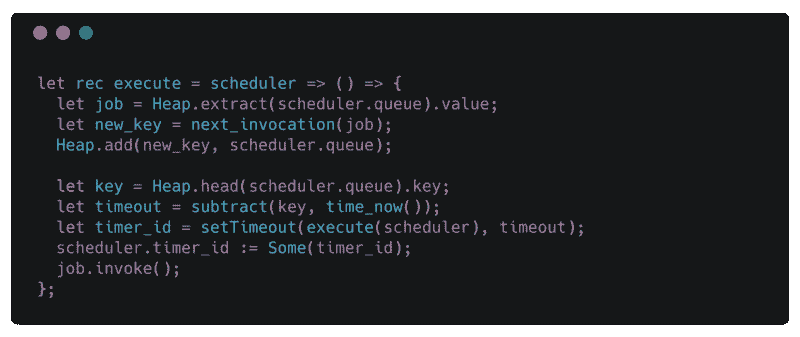 let rec execute = scheduler => () => {
  let job = Heap.extract(scheduler.queue).value;
  let new_key = next_invocation(job);
  Heap.add(new_key, scheduler.queue);

  let key = Heap.head(scheduler.queue).key;
  let timeout = subtract(key, time_now());
  let timer_id = setTimeout(execute(scheduler), timeout);
  scheduler.timer_id := Some(timer_id);
  job.invoke();
};